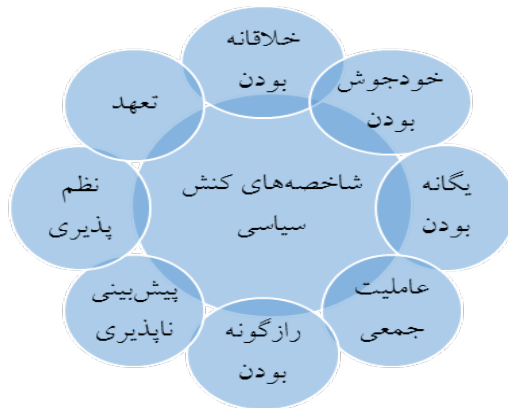 خلاقانه
بودن
خودجوش
بودن
یگانه
بودن
عاملیت
جمعی
رازگونه
بودن
پیش‌بینی
ناپذیری
نظم
پذیری
تعهد
شاخصه‌های کنش
سیاسی